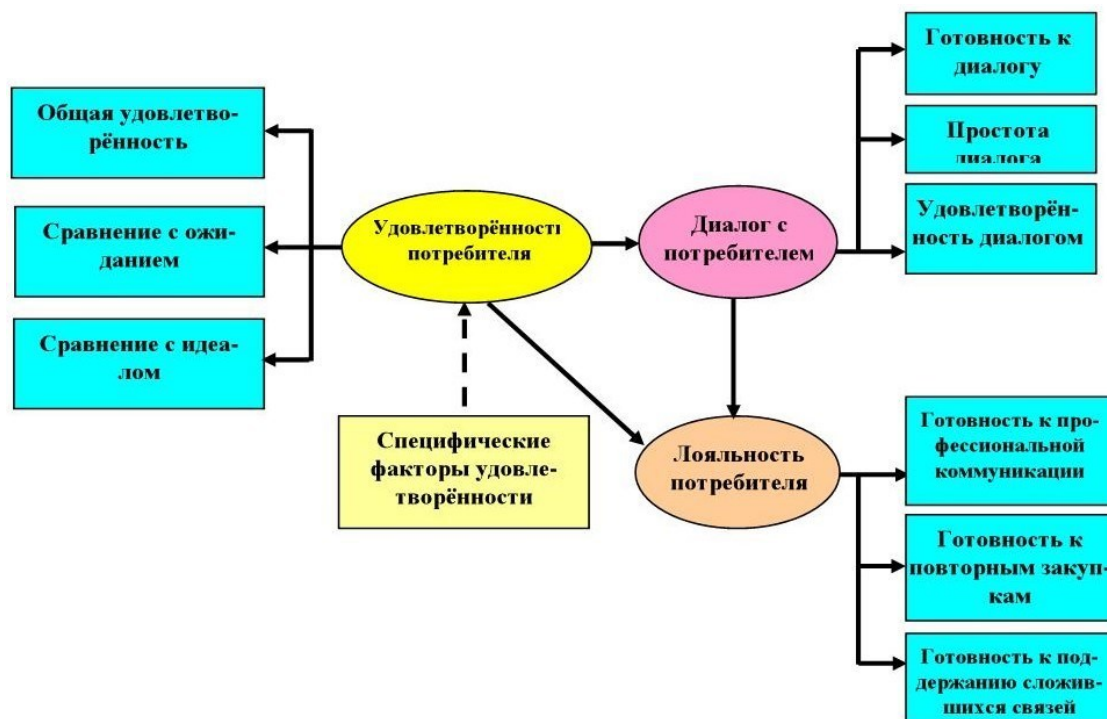 Общая удовлетво-
рённость
Сравнение с ожи-
данием
Сравнение с идеа-
лом
Удовлетворённость
потребителя
Специфические
факторы удовле-
творённости
Диалог с
потребителем
Лояльность
потребителя
Готовность к
диалогу
Простота
диалога
Удовлетворён-
ность диалогом
Готовность к про-
фессиональной
коммуникации
Готовность к
повторным закуп-
кам
Готовность к под-
держанию сложив-
шихся связей